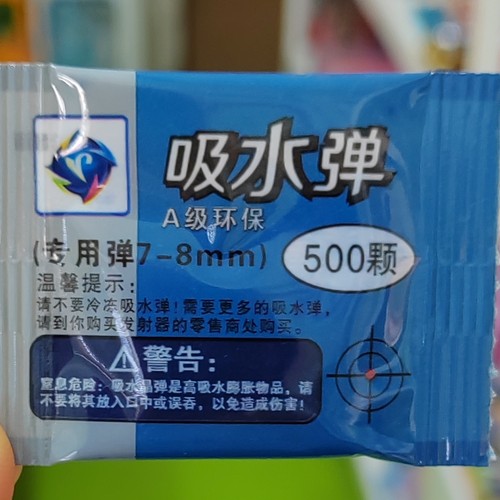 吸水弹
A级环保
(专用弹7-8mm)
500颗
温馨提示：
请不要冷冻吸水弹！需要更多的吸水弹，
请到你购买发射器的零售商处购买。
警告：
窒息危险：吸水晶弹是高吸水膨胀物品，请
不要将其放入口中或误吞，以免造成伤害！